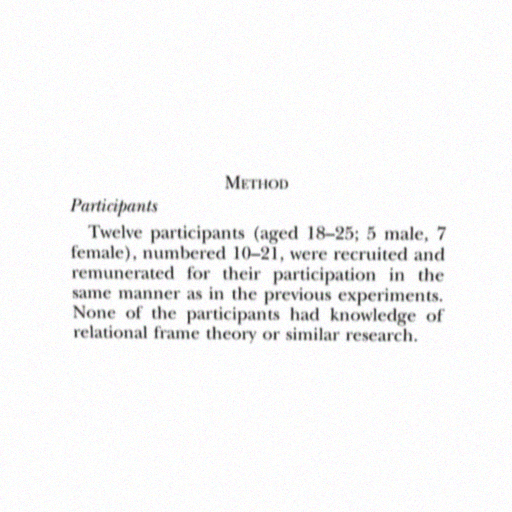 METHOD
Participants
Twelve participants (aged 18–25; 5 male, 7
female), numbered 10–21, were recruited and
remunerated for their participation in the
same manner as in the previous experiments.
None of the participants had knowledge of
relational frame theory or similar research.